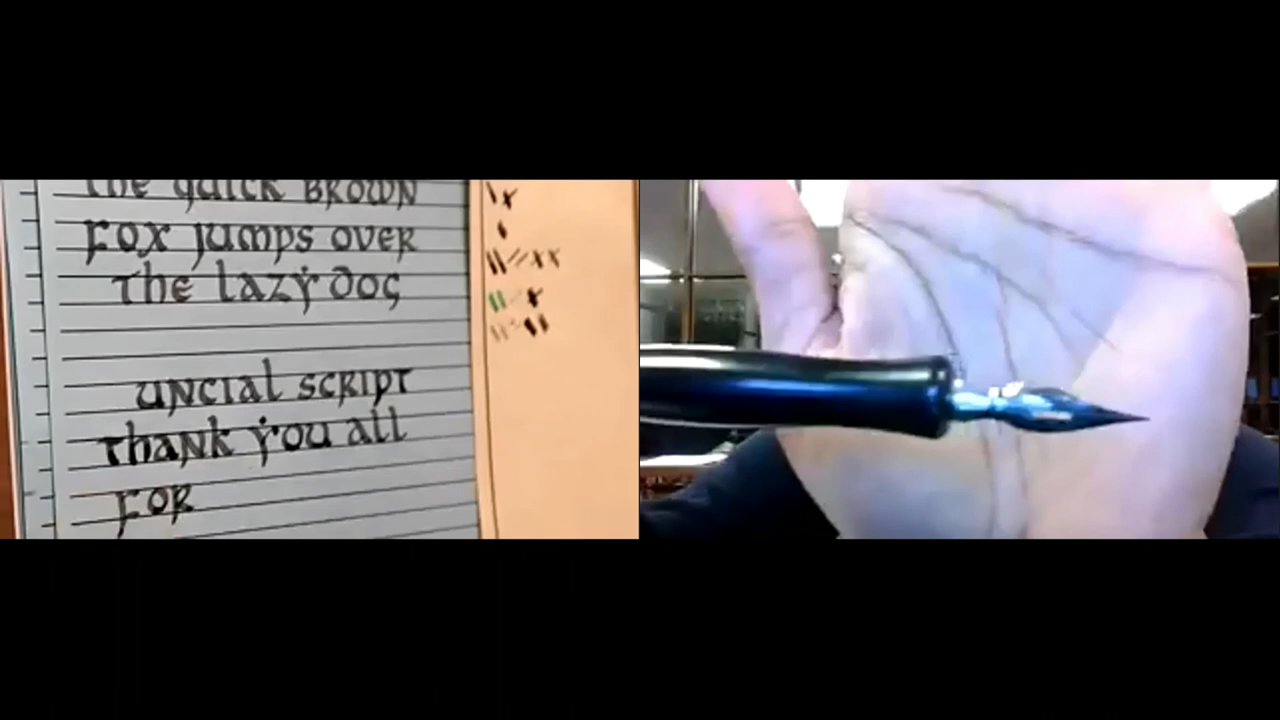 THE QUICK BROWN
FOX JUMPS OVER
THE LAZY DOG
UNCIAL SCRIPT
THANK YOU ALL
FOR